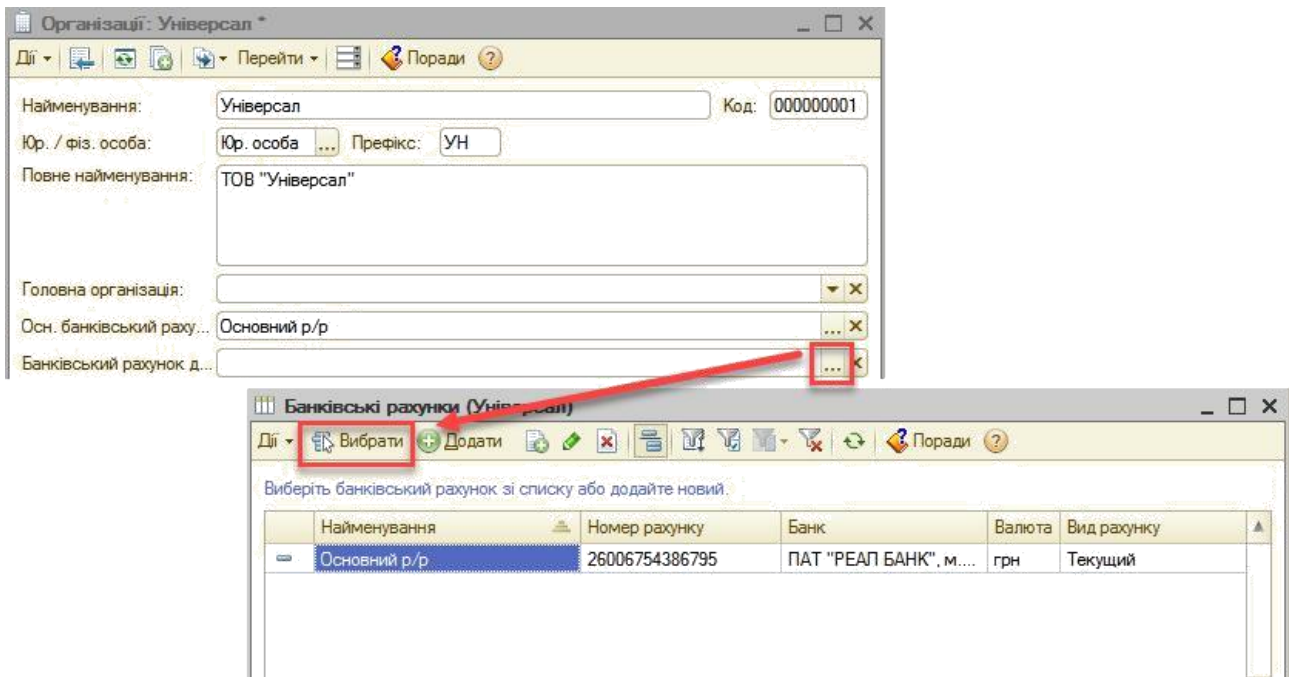 Організації: Універсал *
Дії Перейти Поради
Найменування: Універсал Код: 000000001
Юр. / фіз. особа: Юр. особа ... Префікс: УН
Повне найменування: ТОВ "Універсал"
Головна організація:
Осн. банківський раху... Основний р/р ...
Банківський рахунок д... ...
Банківські рахунки (Універсал)
Дії Вибрати Додати Поради
Виберіть банківський рахунок зі списку або додайте новий.
Найменування Номер рахунку Банк Валюта Вид рахунку
Основний р/р 26006754386795 ПАТ "РЕАЛ БАНК", м.... грн Текущий